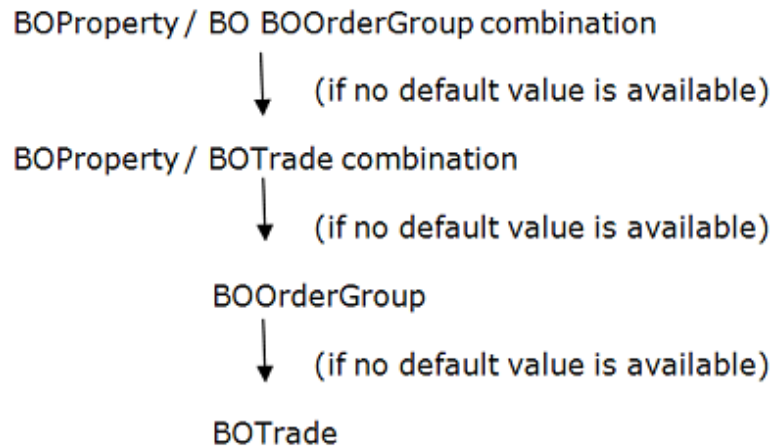 BOProperty / BO BOOrderGroup combination
(if no default value is available)
BOProperty / BOTrade combination
(if no default value is available)
BOOrderGroup
(if no default value is available)
BOTrade